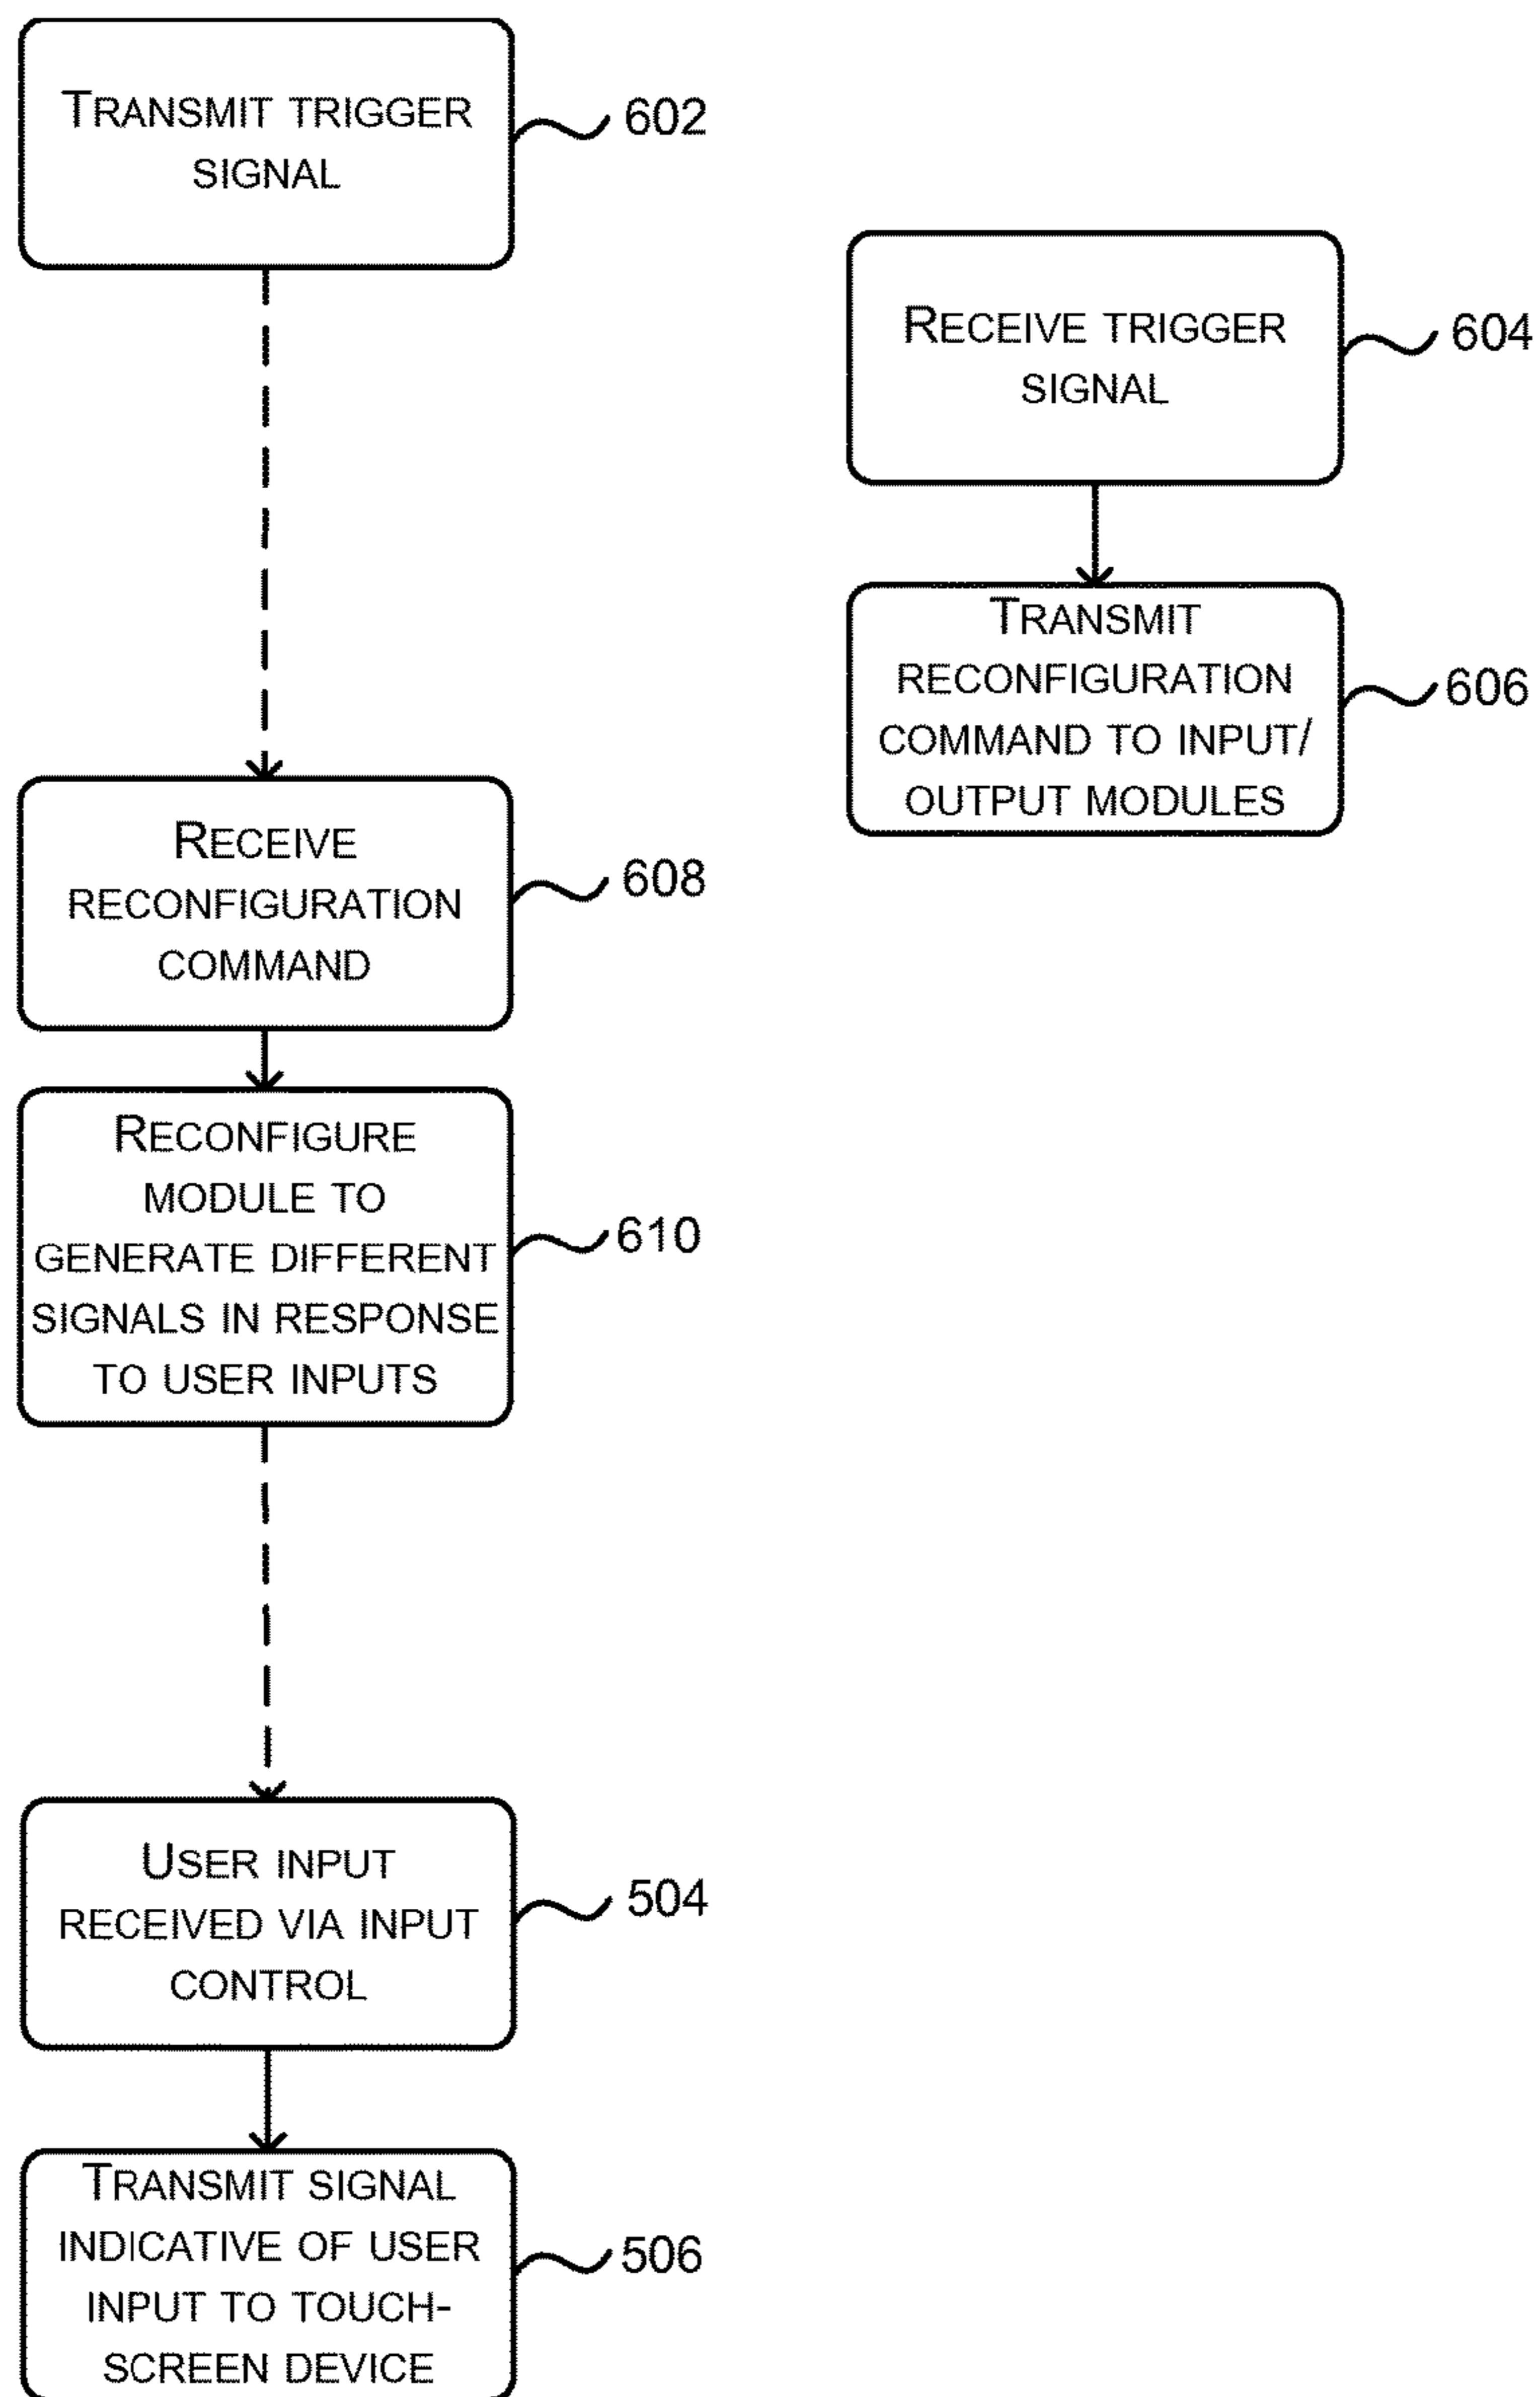 TRANSMIT TRIGGER
SIGNAL
602
RECEIVE TRIGGER
SIGNAL
604
TRANSMIT
RECONFIGURATION
COMMAND TO INPUT/
OUTPUT MODULES
606
RECEIVE
RECONFIGURATION
COMMAND
608
RECONFIGURE
MODULE TO
GENERATE DIFFERENT
SIGNALS IN RESPONSE
TO USER INPUTS
610
USER INPUT
RECEIVED VIA INPUT
CONTROL
504
TRANSMIT SIGNAL
INDICATIVE OF USER
INPUT TO TOUCH-
SCREEN DEVICE
506